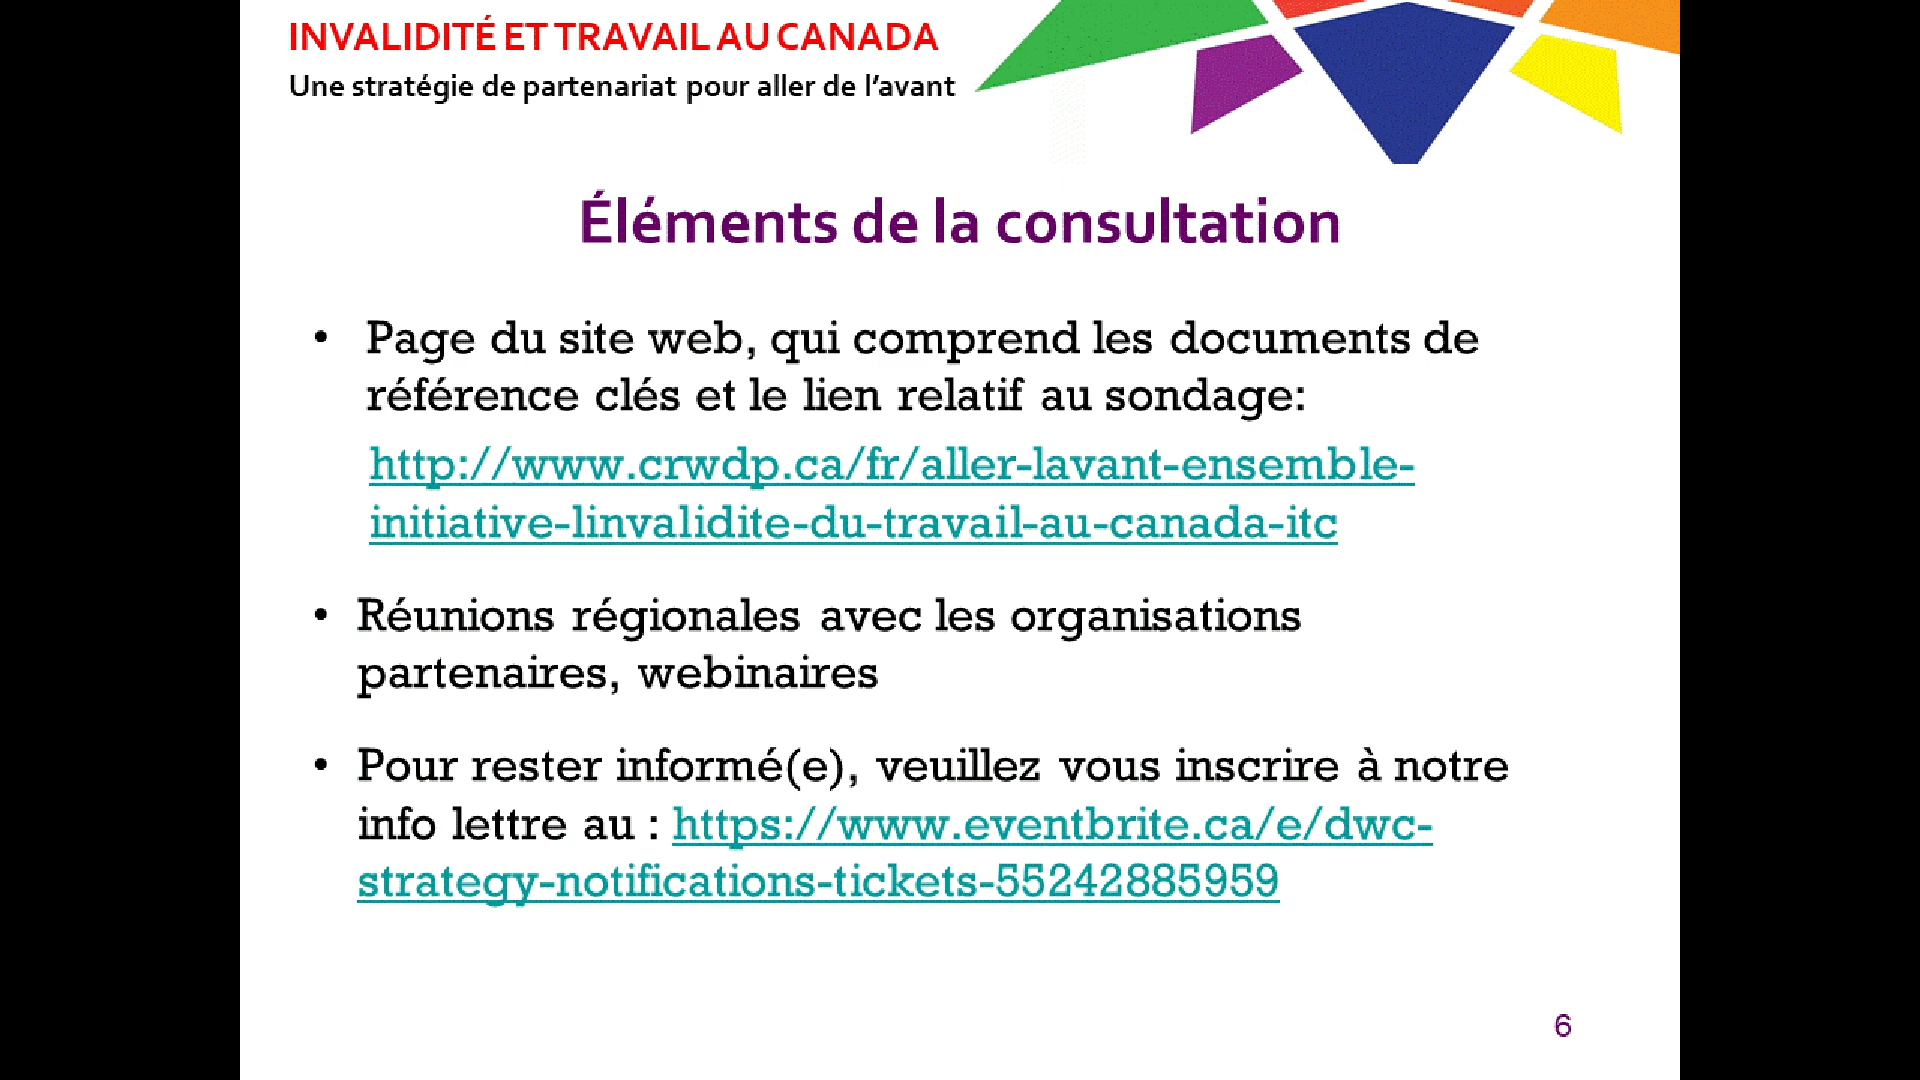 INVALIDITÉ ET TRAVAIL AU CANADA
Une stratégie de partenariat pour aller de l’avant
Éléments de la consultation
• Page du site web, qui comprend les documents de
référence clés et le lien relatif au sondage:
http://www.crwdp.ca/fr/aller-lavant-ensemble-
initiative-linvalidite-du-travail-au-canada-itc
• Réunions régionales avec les organisations
partenaires, webinaires
• Pour rester informé(e), veuillez vous inscrire à notre
info lettre au : https://www.eventbrite.ca/e/dwc-
strategy-notifications-tickets-55242885959
6